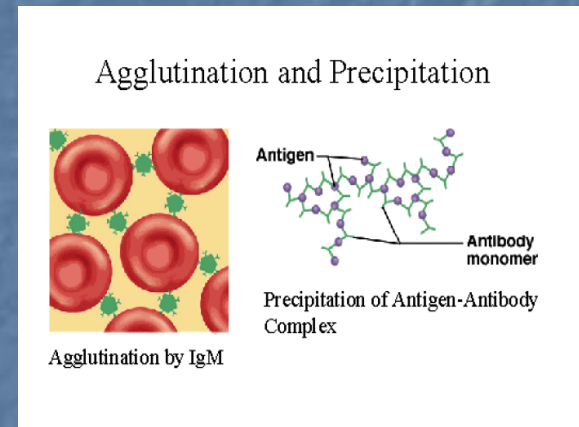 Agglutination and Precipitation
Antigen
Antibody
monomer
Precipitation of Antigen-Antibody
Complex
Agglutination by IgM